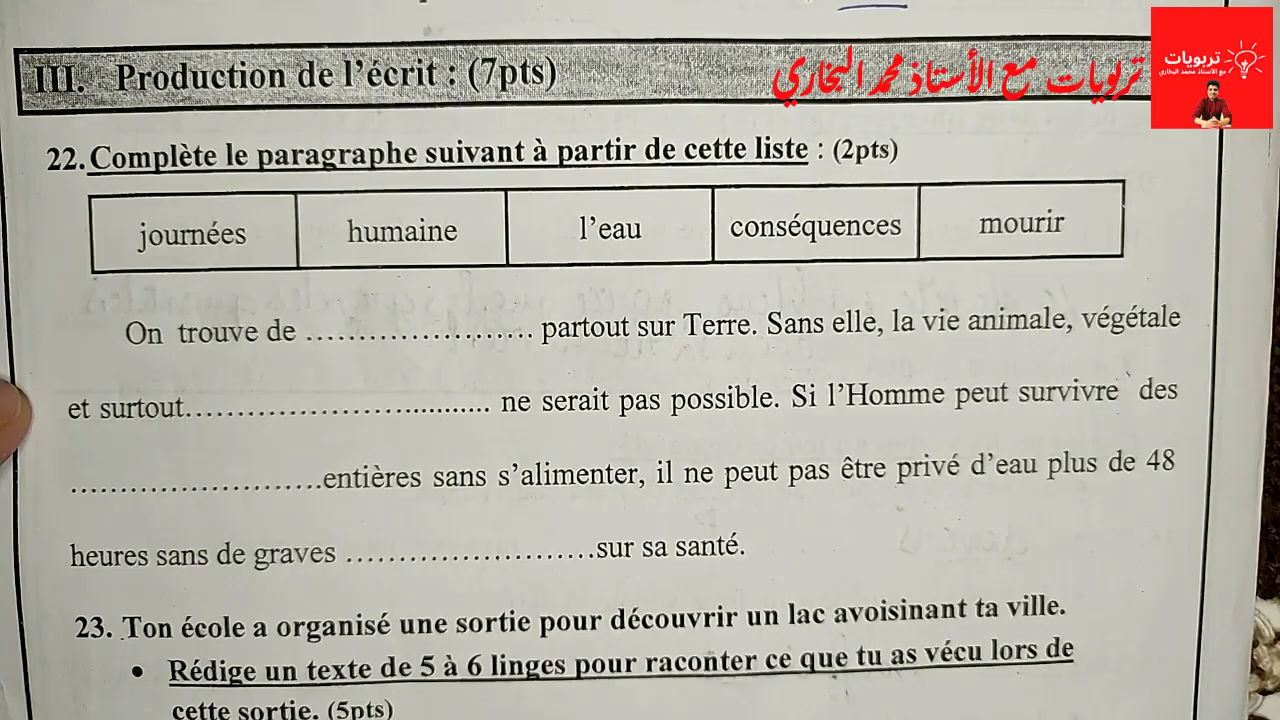 III. Production de l'écrit : (7pts)
تربويات مع الأستاذ محمد البخاري
تربويات
مع الأستاذ محمد البخاري
22. Complète le paragraphe suivant à partir de cette liste : (2pts)
journées humaine l'eau conséquences mourir
On trouve de ........................ partout sur Terre. Sans elle, la vie animale, végétale
et surtout................................ ne serait pas possible. Si l'Homme peut survivre des
..........................entières sans s'alimenter, il ne peut pas être privé d'eau plus de 48
heures sans de graves ..........................sur sa santé.
23. Ton école a organisé une sortie pour découvrir un lac avoisinant ta ville.
• Rédige un texte de 5 à 6 linges pour raconter ce que tu as vécu lors de
cette sortie. (5pts)